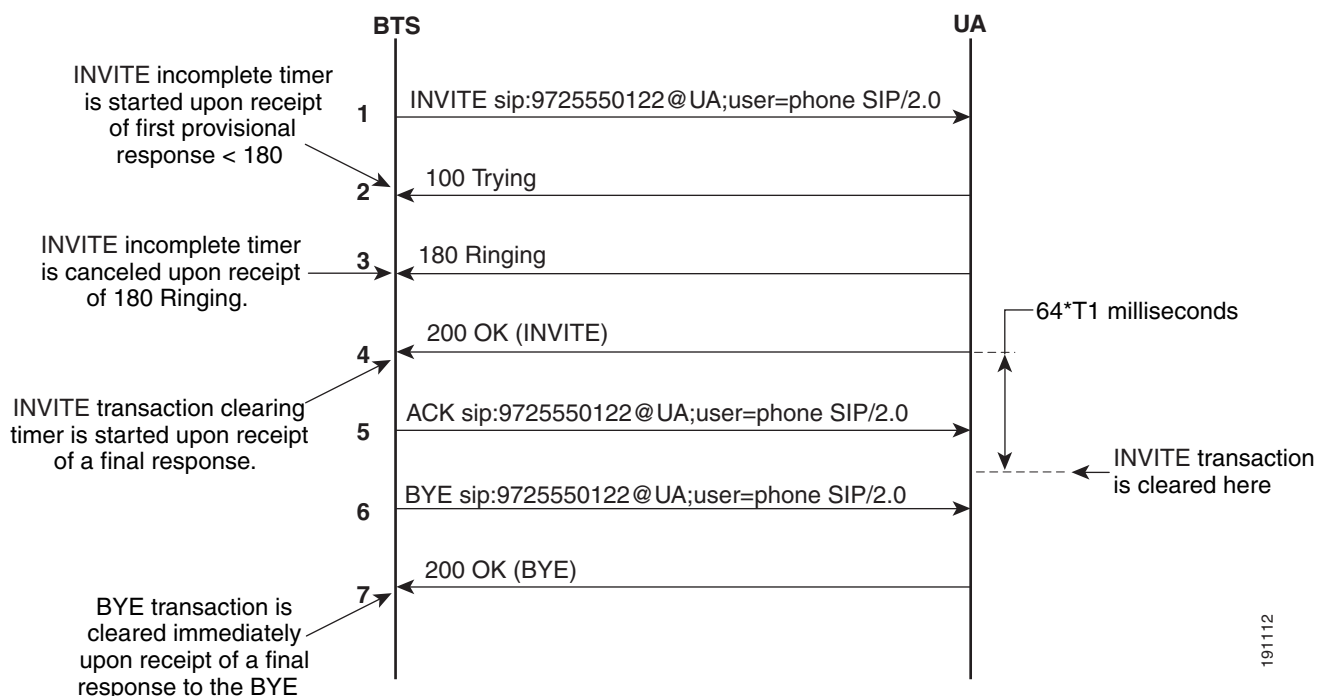 BTS
UA
INVITE incomplete timer
is started upon receipt
of first provisional
response < 180
1
INVITE sip:9725550122@UA;user=phone SIP/2.0
2
100 Trying
INVITE incomplete timer
is canceled upon receipt
of 180 Ringing.
3
180 Ringing
64*T1 milliseconds
4
200 OK (INVITE)
INVITE transaction clearing
timer is started upon receipt
of a final response.
5
ACK sip:9725550122@UA;user=phone SIP/2.0
INVITE transaction
is cleared here
6
BYE sip:9725550122@UA;user=phone SIP/2.0
7
200 OK (BYE)
BYE transaction is
cleared immediately
upon receipt of a final
response to the BYE
191112